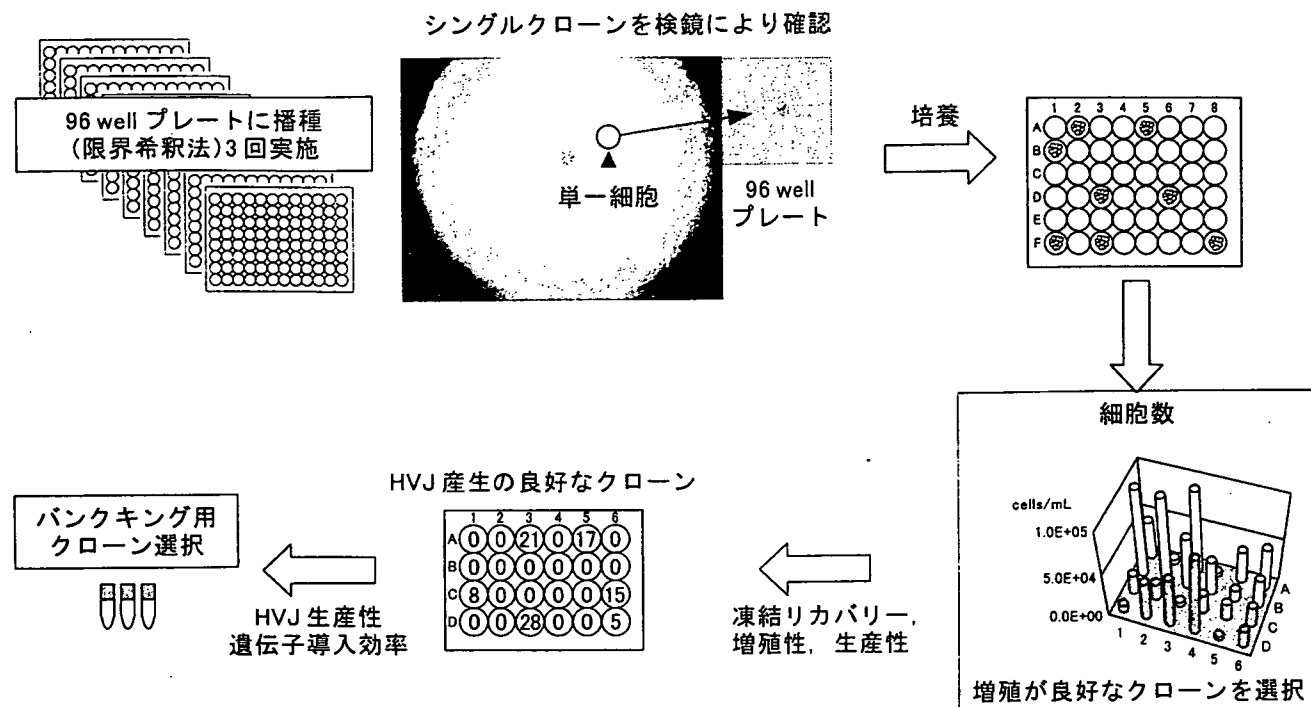 シングルクローンを検鏡により確認
96 well プレートに播種
(限界希釈法)3回実施
単一細胞
96 well
プレート
培養
1 2 3 4 5 6 7 8
A
B
C
D
E
F
細胞数
cells/mL
1.0E+05
5.0E+04
0.0E+00
1 2 3 4 5 6
A
B
C
D
増殖が良好なクローンを選択
凍結リカバリー,
増殖性, 生産性
HVJ 産生の良好なクローン
1 2 3 4 5 6
A 0 0 21 0 17 0
B 0 0 0 0 0 0
C 8 0 0 0 0 15
D 0 0 28 0 0 5
HVJ 生産性
遺伝子導入効率
バンクキング用
クローン選択